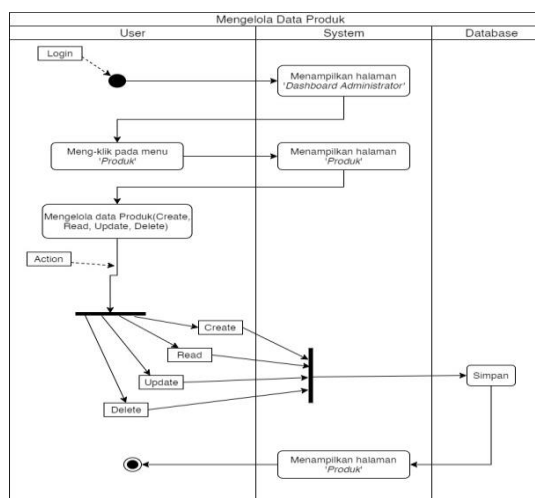 Mengelola Data Produk
User
System
Database
Login
Menampilkan halaman
'Dashboard Administrator'
Meng-klik pada menu
'Produk'
Menampilkan halaman
'Produk'
Mengelola data Produk(Create,
Read, Update, Delete)
Action
Create
Read
Update
Delete
Simpan
Menampilkan halaman
'Produk'